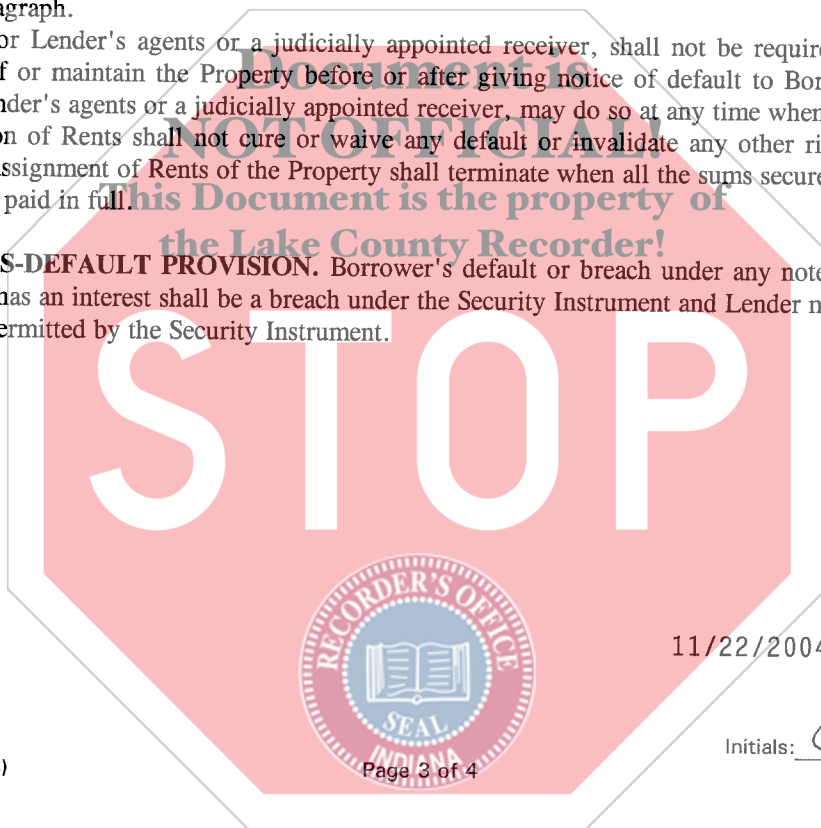 agraph.
or Lender's agents or a judicially appointed receiver, shall not be require
f or maintain the Property before or after giving notice of default to Bor
nder's agents or a judicially appointed receiver, may do so at any time when
on of Rents shall not cure or waive any default or invalidate any other ri
ssignment of Rents of the Property shall terminate when all the sums secure
paid in full.
S-DEFAULT PROVISION. Borrower's default or breach under any note
has an interest shall be a breach under the Security Instrument and Lender m
ermitted by the Security Instrument.
Document is
NOT OFFICIAL!
This Document is the property of
the Lake County Recorder!
STOP
RECORDER'S OFFICE
SEAL
INDIANA
11/22/2004
Initials:
)
Page 3 of 4